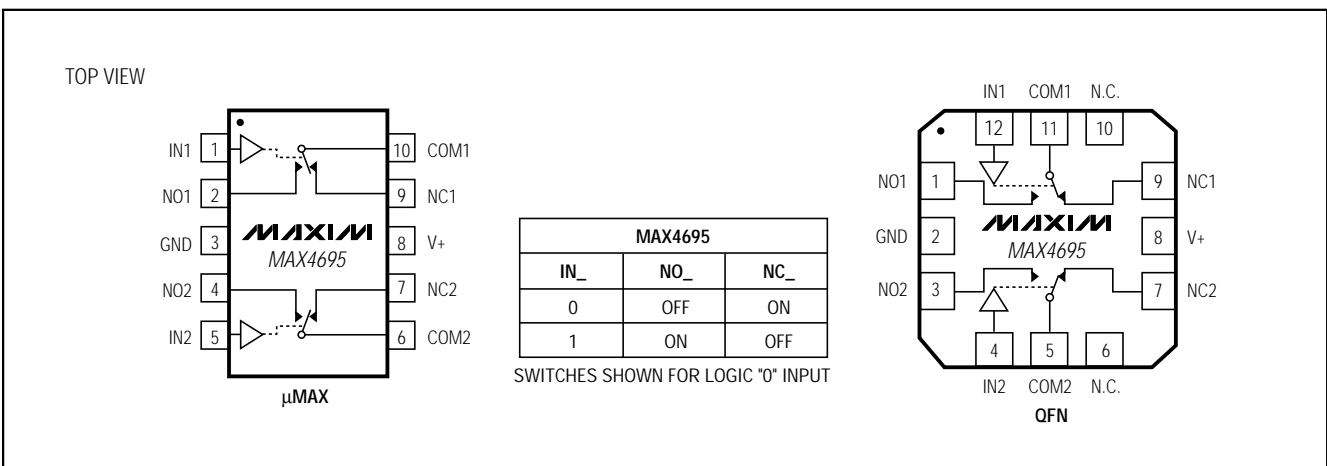 TOP VIEW
IN1 1 10 COM1
NO1 2 9 NC1
GND 3 MAXIM 8 V+
MAX4695
NO2 4 7 NC2
IN2 5 6 COM2
µMAX
MAX4695
IN_ NO_ NC_
0 OFF ON
1 ON OFF
SWITCHES SHOWN FOR LOGIC "0" INPUT
IN1 COM1 N.C.
12 11 10
NO1 1 9 NC1
MAXIM
GND 2 MAX4695 8 V+
NO2 3 7 NC2
4 5 6
IN2 COM2 N.C.
QFN